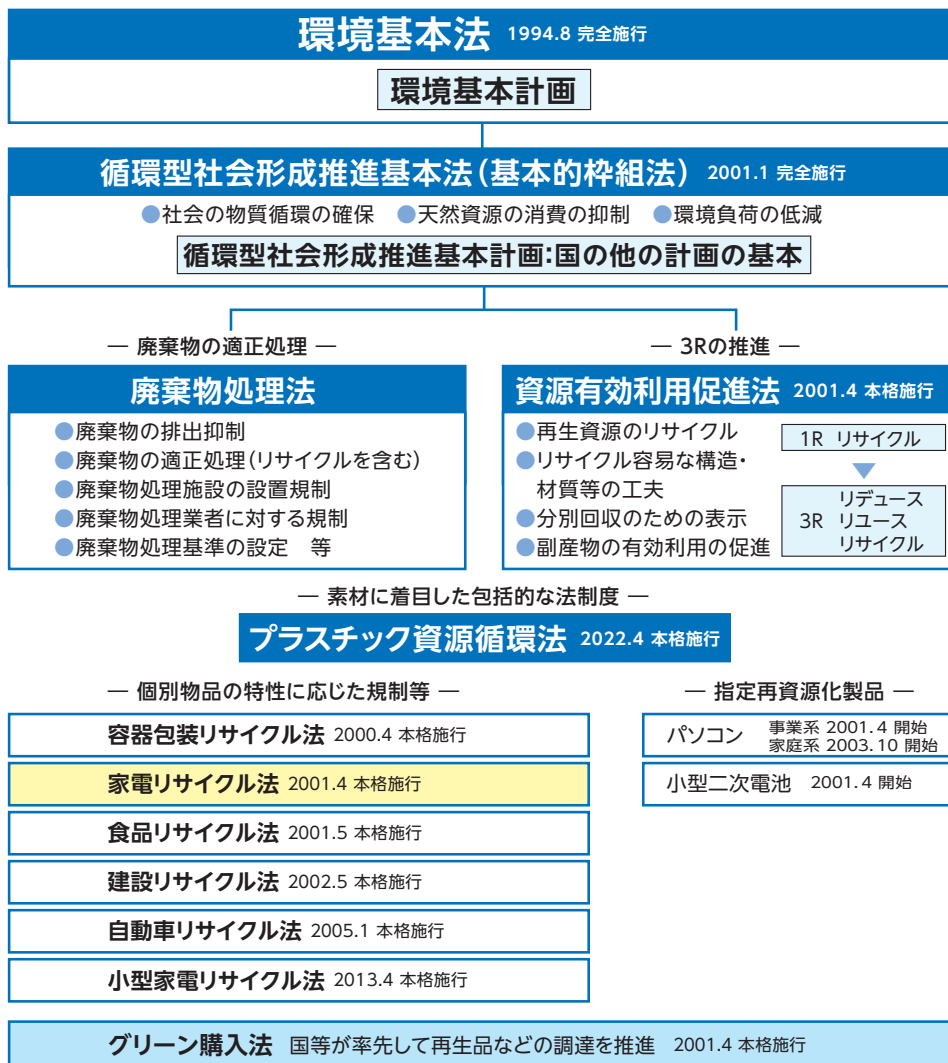 環境基本法 1994.8 完全施行
環境基本計画
循環型社会形成推進基本法(基本的枠組法) 2001.1 完全施行
●社会の物質循環の確保 ●天然資源の消費の抑制 ●環境負荷の低減
循環型社会形成推進基本計画:国の他の計画の基本
― 廃棄物の適正処理 ―
廃棄物処理法
●廃棄物の排出抑制
●廃棄物の適正処理(リサイクルを含む)
●廃棄物処理施設の設置規制
●廃棄物処理業者に対する規制
●廃棄物処理基準の設定 等
― 3Rの推進 ―
資源有効利用促進法 2001.4 本格施行
●再生資源のリサイクル
●リサイクル容易な構造・
材質等の工夫
●分別回収のための表示
●副産物の有効利用の促進
1R リサイクル
リデュース
3R リユース
リサイクル
― 素材に着目した包括的な法制度 ―
プラスチック資源循環法 2022.4 本格施行
― 個別物品の特性に応じた規制等 ―
容器包装リサイクル法 2000.4 本格施行
家電リサイクル法 2001.4 本格施行
食品リサイクル法 2001.5 本格施行
建設リサイクル法 2002.5 本格施行
自動車リサイクル法 2005.1 本格施行
小型家電リサイクル法 2013.4 本格施行
― 指定再資源化製品 ―
パソコン 事業系 2001.4 開始
家庭系 2003.10 開始
小型二次電池 2001.4 開始
グリーン購入法 国等が率先して再生品などの調達を推進 2001.4 本格施行